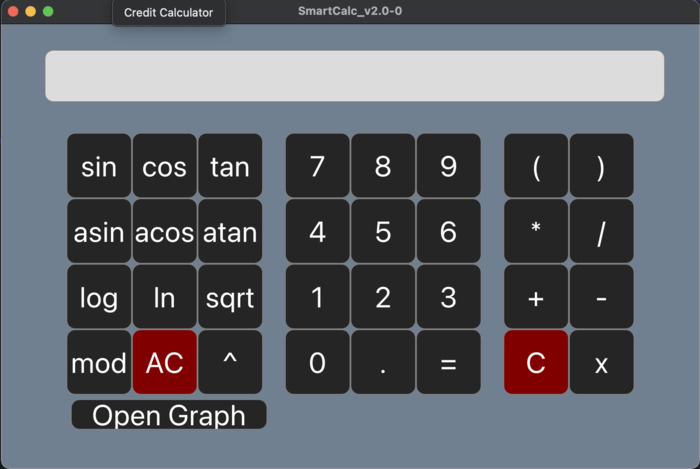 SmartCalc_v2.0-0
Credit Calculator
sin cos tan 7 8 9 ( )
asin acos atan 4 5 6 * /
log ln sqrt 1 2 3 + -
mod AC ^ 0 . = C x
Open Graph